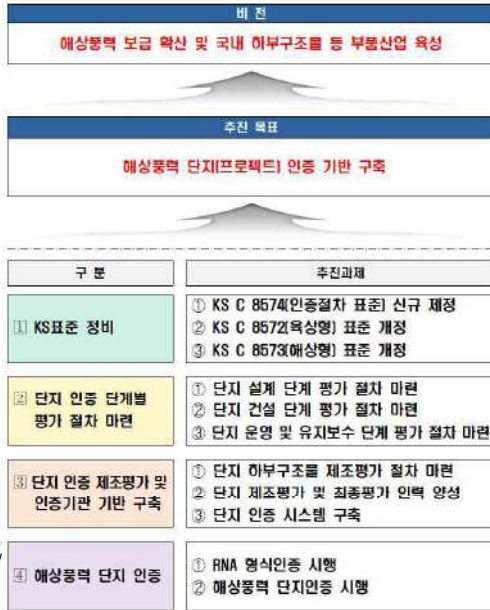 비 전
해상풍력 보급 확산 및 국내 하부구조물 등 부품산업 육성
추진 목표
해상풍력 단지(프로젝트) 인증 기반 구축
구 분
추진과제
① KS표준 정비
① KS C 8574(인증절차 표준) 신규 제정
② KS C 8572(육상형) 표준 개정
③ KS C 8573(해상형) 표준 개정
② 단지 인증 단계별
평가 절차 마련
① 단지 설계 단계 평가 절차 마련
② 단지 건설 단계 평가 절차 마련
③ 단지 운영 및 유지보수 단계 평가 절차 마련
③ 단지 인증 제조평가 및
인증기관 기반 구축
① 단지 하부구조물 제조평가 절차 마련
② 단지 제조평가 및 최종평가 인력 양성
③ 단지 인증 시스템 구축
④ 해상풍력 단지 인증
① RNA 형식인증 시행
② 해상풍력 단지인증 시행